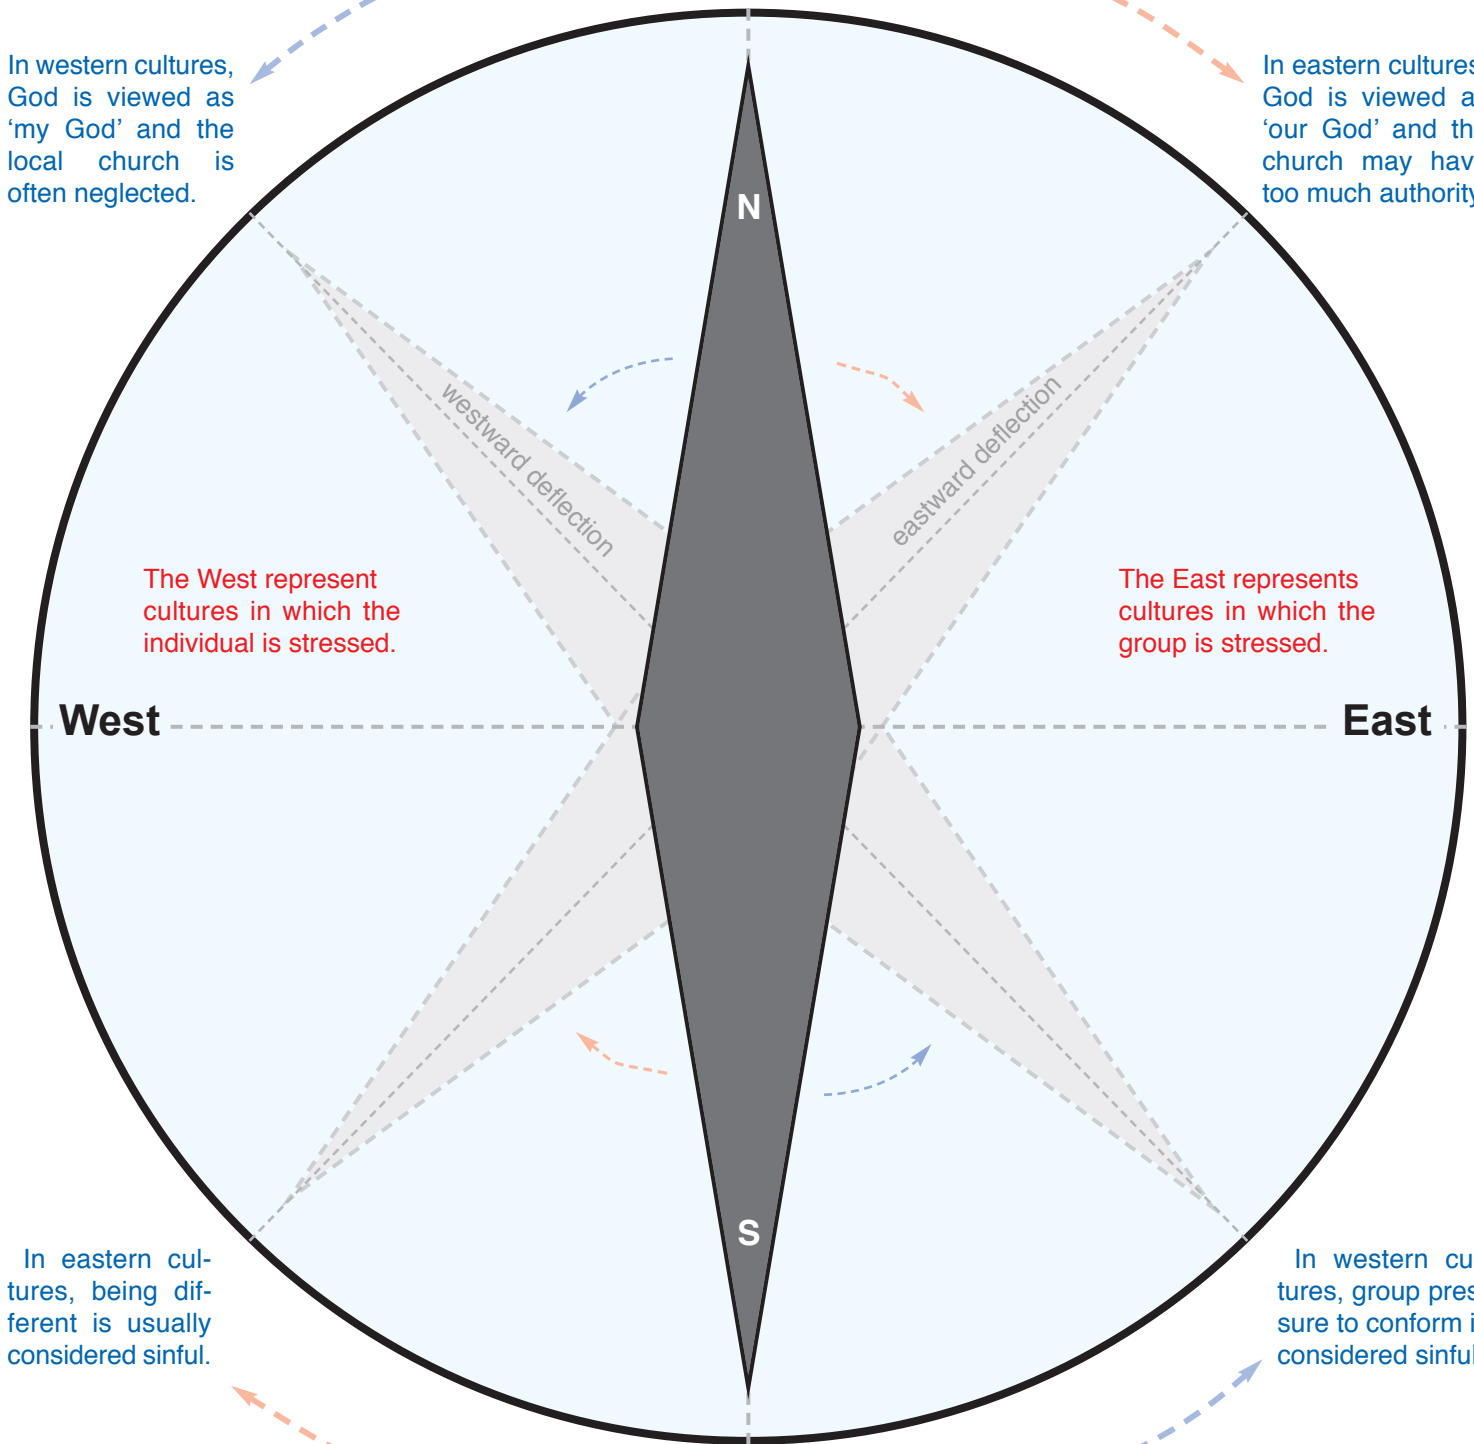 In western cultures,
God is viewed as
‘my God’ and the
local church is
often neglected.
In eastern cultures
God is viewed a
‘our God’ and th
church may hav
too much authority
N
westward deflection
eastward deflection
The West represent
cultures in which the
individual is stressed.
The East represents
cultures in which the
group is stressed.
West
East
S
In eastern cul-
tures, being dif-
ferent is usually
considered sinful.
In western cu
tures, group pres
sure to conform i
considered sinful